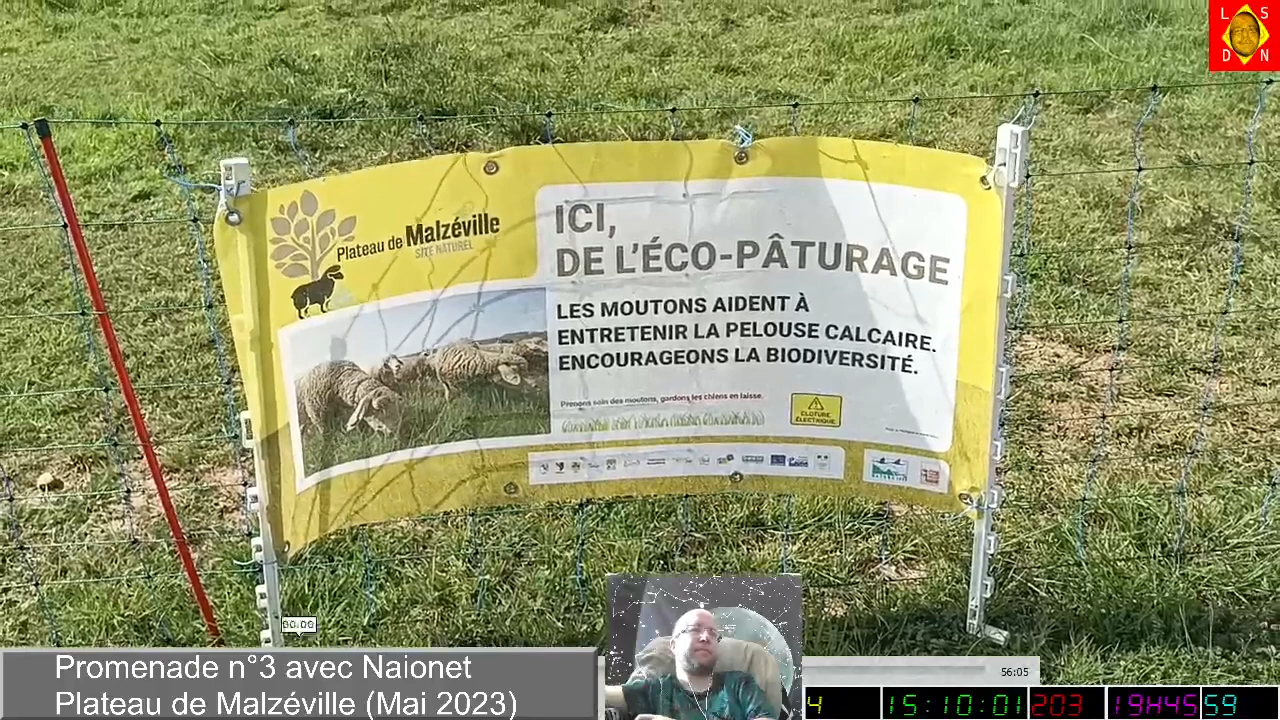 L S
D N
Plateau de Malzéville
SITE NATUREL
ICI,
DE L'ÉCO-PÂTURAGE
LES MOUTONS AIDENT À
ENTRETENIR LA PELOUSE CALCAIRE.
ENCOURAGEONS LA BIODIVERSITÉ.
Prenons soin des moutons, gardons les chiens en laisse.
CLÔTURE
ÉLECTRIQUE
00:00
Promenade n°3 avec Naionet
Plateau de Malzéville (Mai 2023)
56:05
4 15:10:01 203 19H45 59